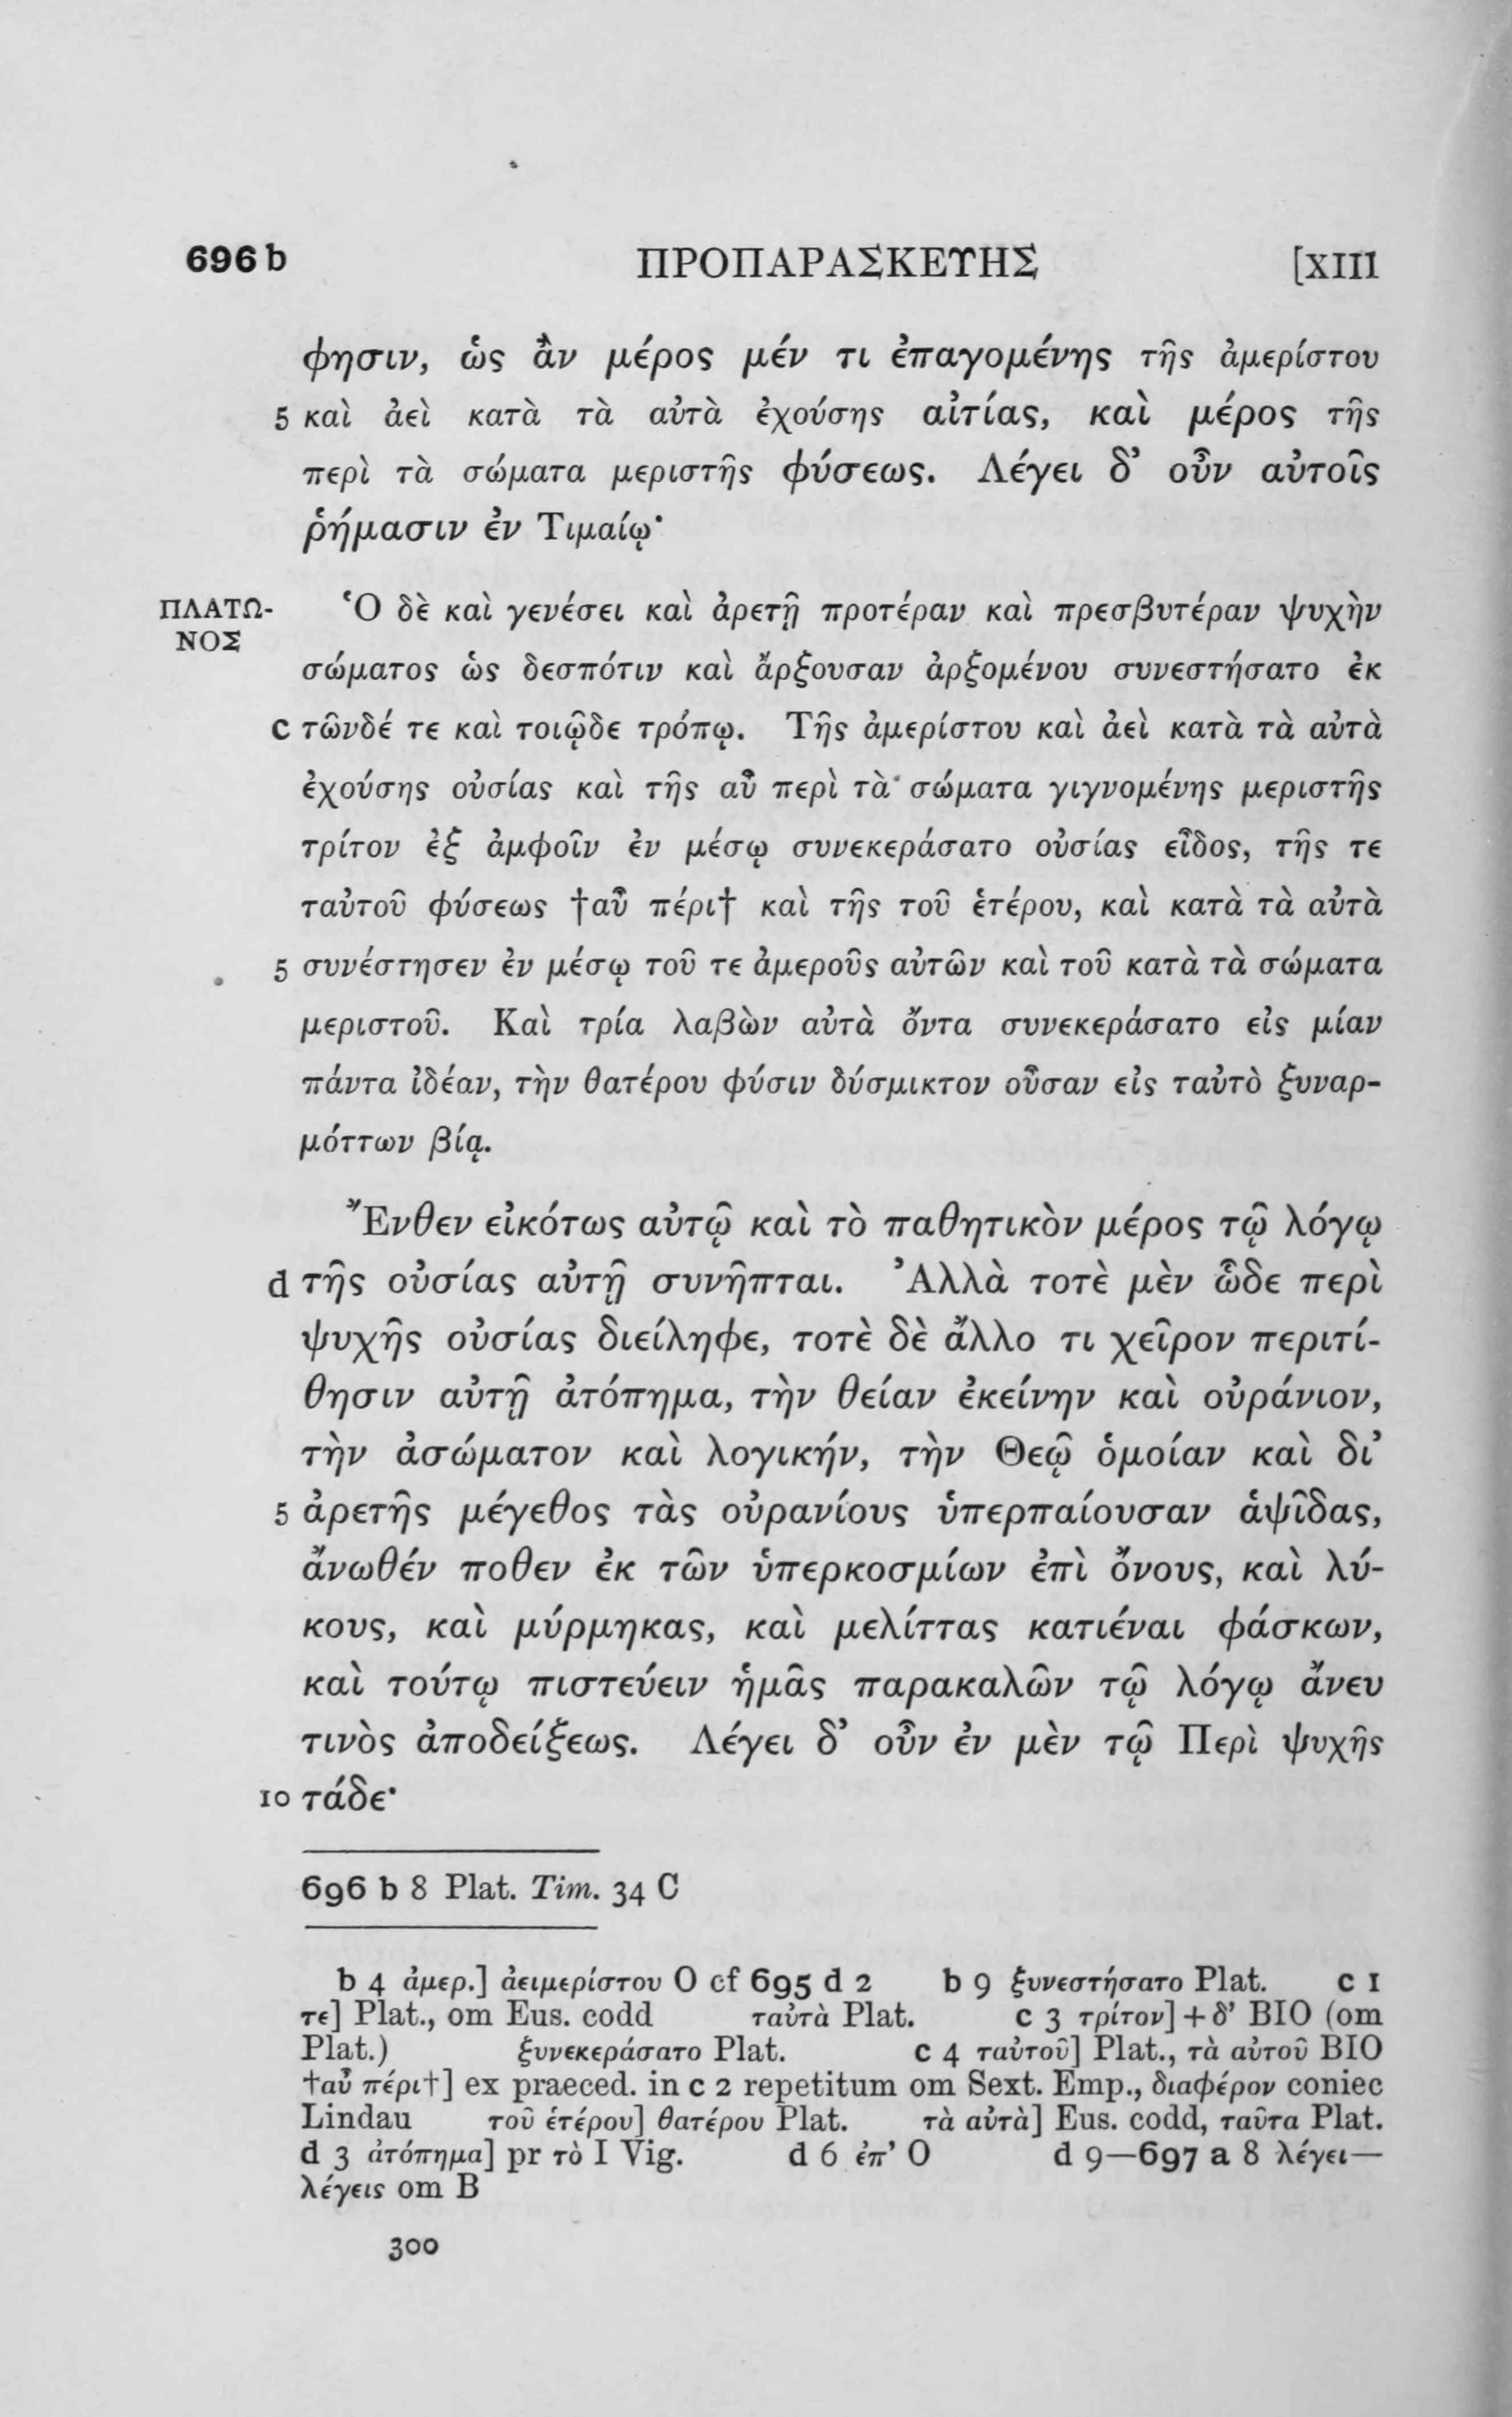 696 b ΠΡΟΠΑΡΑΣΚΕΥΗΣ [XIII
φησιν, ὡς ἂν μέρος μέν τι ἐπαγομένης τῆς ἀμερίστου
5 καὶ ἀεὶ κατὰ τὰ αὐτὰ ἐχούσης αἰτίας, καὶ μέρος τῆς
περὶ τὰ σώματα μεριστῆς φύσεως. Λέγει δ’ οὖν αὐτοῖς
ῥήμασιν ἐν Τιμαίῳ·
ΠΛΑΤΩ- Ὁ δὲ καὶ γενέσει καὶ ἀρετῇ προτέραν καὶ πρεσβυτέραν ψυχὴν
ΝΟΣ
σώματος ὡς δεσπότιν καὶ ἄρξουσαν ἀρξομένου συνεστήσατο ἐκ
c τῶνδέ τε καὶ τοιῷδε τρόπῳ. Τῆς ἀμερίστου καὶ ἀεὶ κατὰ τὰ αὐτὰ
ἐχούσης οὐσίας καὶ τῆς αὖ περὶ τὰ σώματα γιγνομένης μεριστῆς
τρίτον ἐξ ἀμφοῖν ἐν μέσῳ συνεκεράσατο οὐσίας εἶδος, τῆς τε
ταὐτοῦ φύσεως †αὖ πέρι† καὶ τῆς τοῦ ἑτέρου, καὶ κατὰ τὰ αὐτὰ
5 συνέστησεν ἐν μέσῳ τοῦ τε ἀμεροῦς αὐτῶν καὶ τοῦ κατὰ τὰ σώματα
μεριστοῦ. Καὶ τρία λαβὼν αὐτὰ ὄντα συνεκεράσατο εἰς μίαν
πάντα ἰδέαν, τὴν θατέρου φύσιν δύσμικτον οὖσαν εἰς ταὐτὸ ξυναρ-
μόττων βίᾳ.
Ἔνθεν εἰκότως αὐτῷ καὶ τὸ παθητικὸν μέρος τῷ λόγῳ
d τῆς οὐσίας αὐτῇ συνῆπται. Ἀλλὰ τοτὲ μὲν ὧδε περὶ
ψυχῆς οὐσίας διείληφε, τοτὲ δὲ ἄλλο τι χεῖρον περιτί-
θησιν αὐτῇ ἀτόπημα, τὴν θείαν ἐκείνην καὶ οὐράνιον,
τὴν ἀσώματον καὶ λογικήν, τὴν Θεῷ ὁμοίαν καὶ δι’
5 ἀρετῆς μέγεθος τὰς οὐρανίους ὑπερπαίουσαν ἁψῖδας,
ἄνωθέν ποθεν ἐκ τῶν ὑπερκοσμίων ἐπὶ ὄνους, καὶ λύ-
κους, καὶ μύρμηκας, καὶ μελίττας κατιέναι φάσκων,
καὶ τούτῳ πιστεύειν ἡμᾶς παρακαλῶν τῷ λόγῳ ἄνευ
τινὸς ἀποδείξεως. Λέγει δ’ οὖν ἐν μὲν τῷ Περὶ ψυχῆς
10 τάδε·
696 b 8 Plat. Tim. 34 C
b 4 ἀμερ.] ἀειμερίστου O cf 695 d 2 b 9 ξυνεστήσατο Plat. c 1
τε] Plat., om Eus. codd ταὐτὰ Plat. c 3 τρίτον] + δ’ BIO (om
Plat.) ξυνεκεράσατο Plat. c 4 ταὐτοῦ] Plat., τὰ αὐτοῦ BIO
†αὖ πέρι†] ex praeced. in c 2 repetitum om Sext. Emp., διαφέρον coniec
Lindau τοῦ ἑτέρου] θατέρου Plat. τὰ αὐτὰ] Eus. codd, ταῦτα Plat.
d 3 ἀτόπημα] pr τὸ I Vig. d 6 ἐπ’ O d 9—697 a 8 λέγει—
λέγεις om B
300